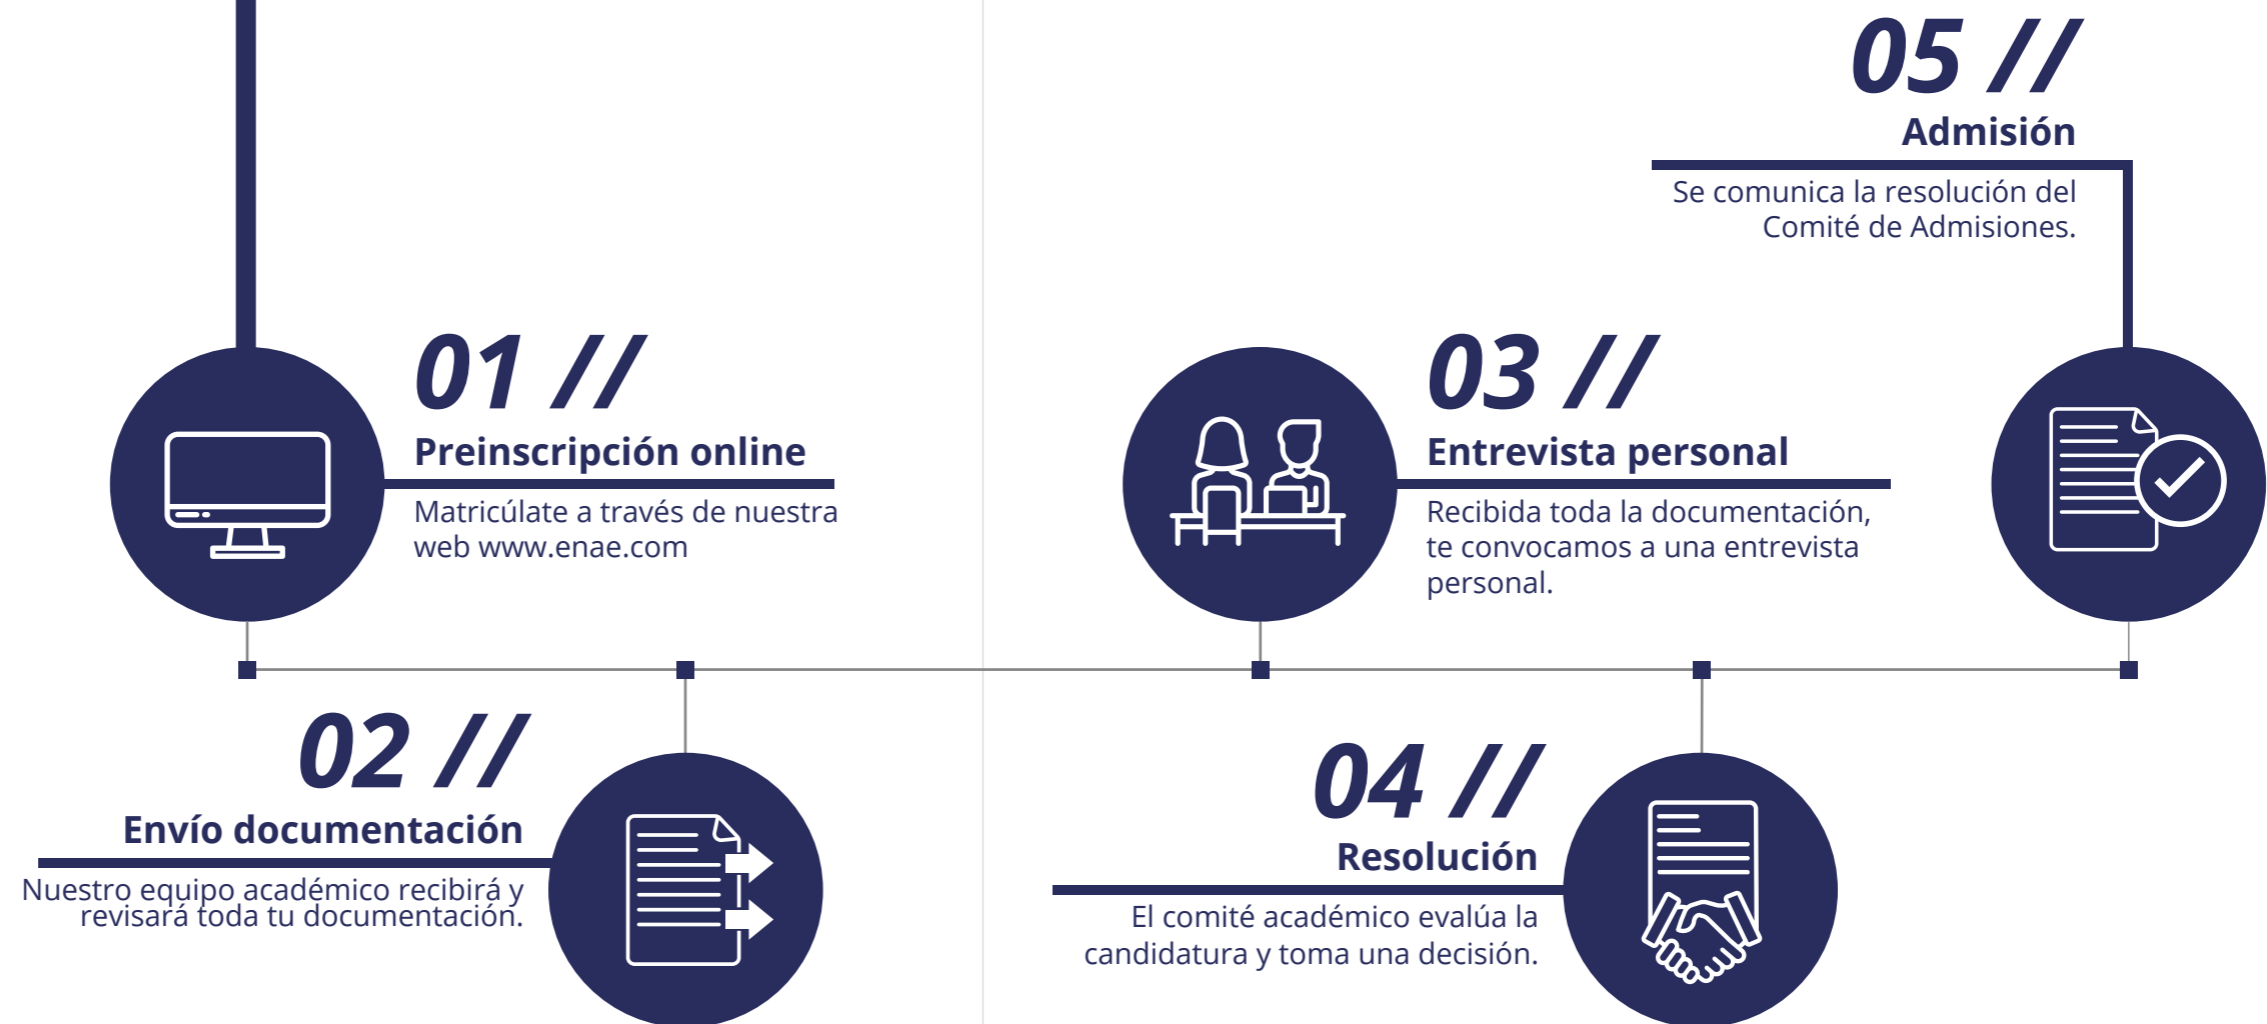 01 //
Preinscripción online
Matricúlate a través de nuestra
web www.enae.com
02 //
Envío documentación
Nuestro equipo académico recibirá y
revisará toda tu documentación.
03 //
Entrevista personal
Recibida toda la documentación,
te convocamos a una entrevista
personal.
04 //
Resolución
El comité académico evalúa la
candidatura y toma una decisión.
05 //
Admisión
Se comunica la resolución del
Comité de Admisiones.